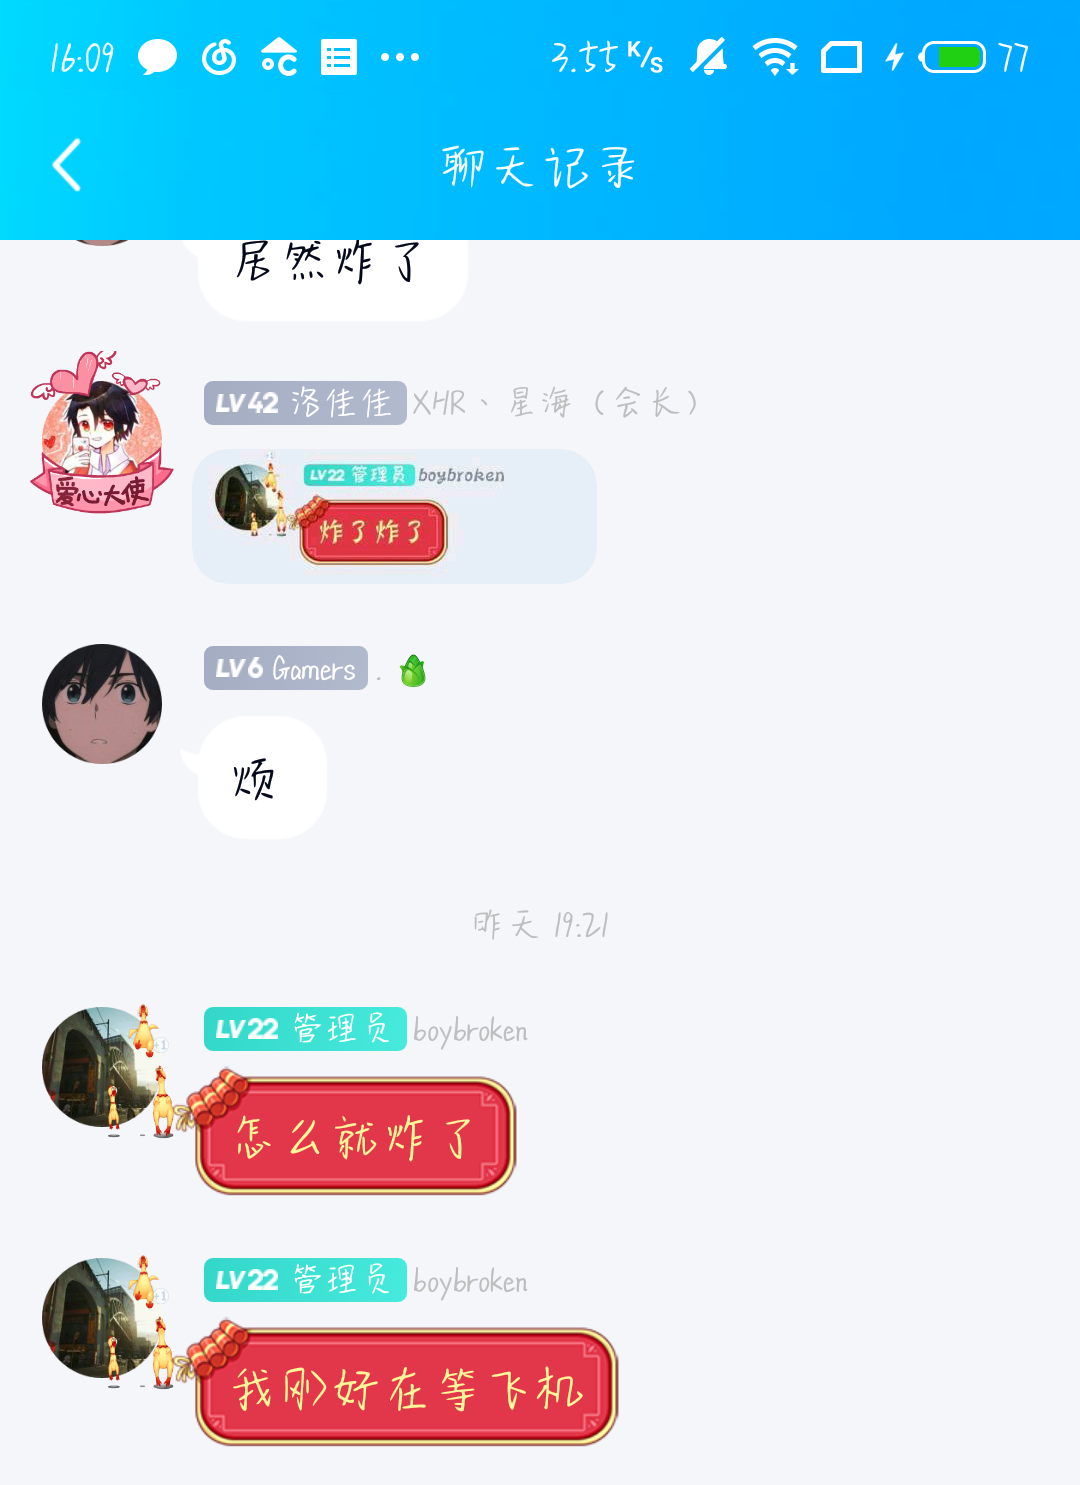 16:09 3.55 K/s 77
聊天记录
居然炸了
LV42 洛佳佳 XHR、星海（会长）
爱心大使
LV22 管理员 boybroken
炸了炸了
LV6 Gamers .
烦
昨天 19:21
LV22 管理员 boybroken
+1
怎么就炸了
LV22 管理员 boybroken
+1
我刚好在等飞机